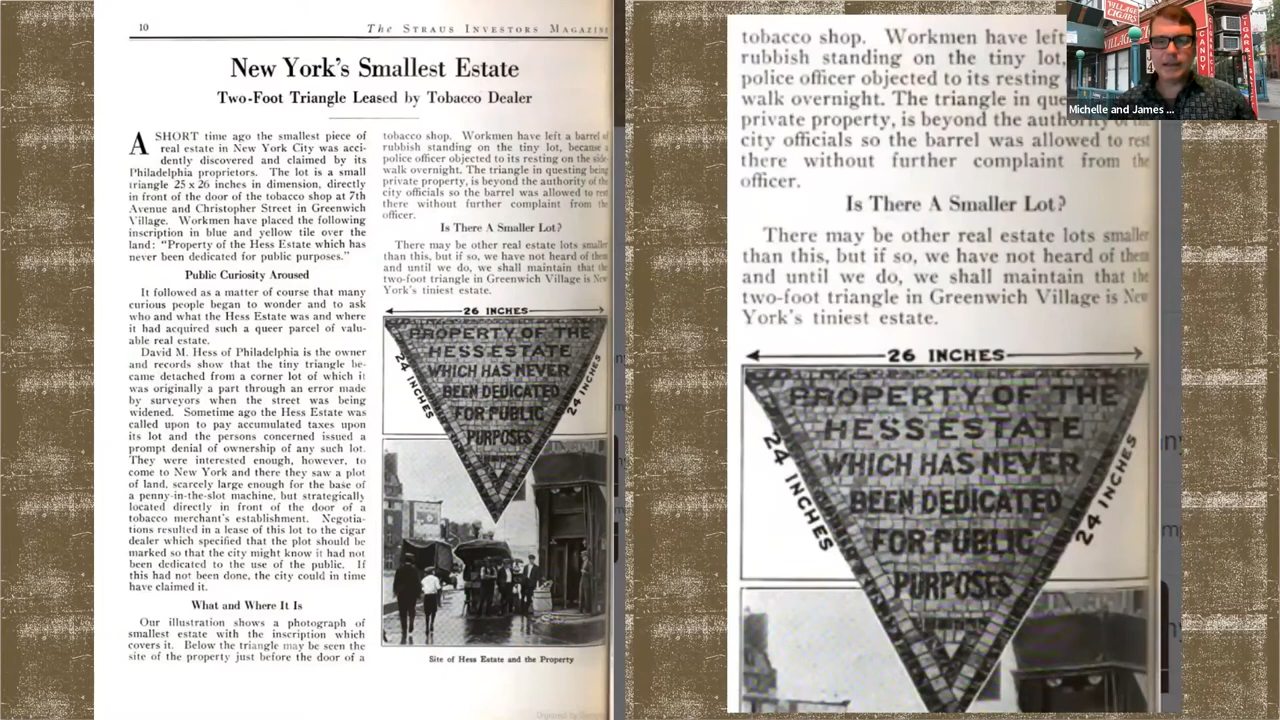 10
The STRAUS INVESTORS MAGAZINE
New York's Smallest Estate
Two-Foot Triangle Leased by Tobacco Dealer
A SHORT time ago the smallest piece of
real estate in New York City was acci-
dently discovered and claimed by its
Philadelphia proprietors. The lot is a small
triangle 25 x 26 inches in dimension, directly
in front of the door of the tobacco shop at 7th
Avenue and Christopher Street in Greenwich
Village. Workmen have placed the following
inscription in blue and yellow tile over the
land: “Property of the Hess Estate which has
never been dedicated for public purposes.”
Public Curiosity Aroused
It followed as a matter of course that many
curious people began to wonder and to ask
who and what the Hess Estate was and where
it had acquired such a queer parcel of valu-
able real estate.
David M. Hess of Philadelphia is the owner
and records show that the tiny triangle be-
came detached from a corner lot of which it
was originally a part through an error made
by surveyors when the street was being
widened. Sometime ago the Hess Estate was
called upon to pay accumulated taxes upon
its lot and the persons concerned issued a
prompt denial of ownership of any such lot.
They were interested enough, however, to
come to New York and there they saw a plot
of land, scarcely large enough for the base of
a penny-in-the-slot machine, but strategically
located directly in front of the door of a
tobacco merchant's establishment. Negotia-
tions resulted in a lease of this lot to the cigar
dealer which specified that the plot should be
marked so that the city might know it had not
been dedicated to the use of the public. If
this had not been done, the city could in time
have claimed it.
What and Where It Is
Our illustration shows a photograph of
smallest estate with the inscription which
covers it. Below the triangle may be seen the
site of the property just before the door of a
tobacco shop. Workmen have left a barrel of
rubbish standing on the tiny lot, because a
police officer objected to its resting on the side-
walk overnight. The triangle in questing being
private property, is beyond the authority of the
city officials so the barrel was allowed to rest
there without further complaint from the
officer.
Is There A Smaller Lot?
There may be other real estate lots smaller
than this, but if so, we have not heard of them
and until we do, we shall maintain that the
two-foot triangle in Greenwich Village is New
York's tiniest estate.
26 INCHES
24 INCHES
24 INCHES
PROPERTY OF THE
HESS ESTATE
WHICH HAS NEVER
BEEN DEDICATED
FOR PUBLIC
PURPOSES
Site of Hess Estate and the Property
tobacco shop. Workmen have left
rubbish standing on the tiny lot,
police officer objected to its resting
walk overnight. The triangle in que
private property, is beyond the authority of the
city officials so the barrel was allowed to rest
there without further complaint from the
officer.
Is There A Smaller Lot?
There may be other real estate lots smaller
than this, but if so, we have not heard of them
and until we do, we shall maintain that the
two-foot triangle in Greenwich Village is New
York's tiniest estate.
26 INCHES
24 INCHES
24 INCHES
PROPERTY OF THE
HESS ESTATE
WHICH HAS NEVER
BEEN DEDICATED
FOR PUBLIC
PURPOSES
VILLAGE
CIGARS
VILLAGE
CANDY
CIGARS
Michelle and James ...